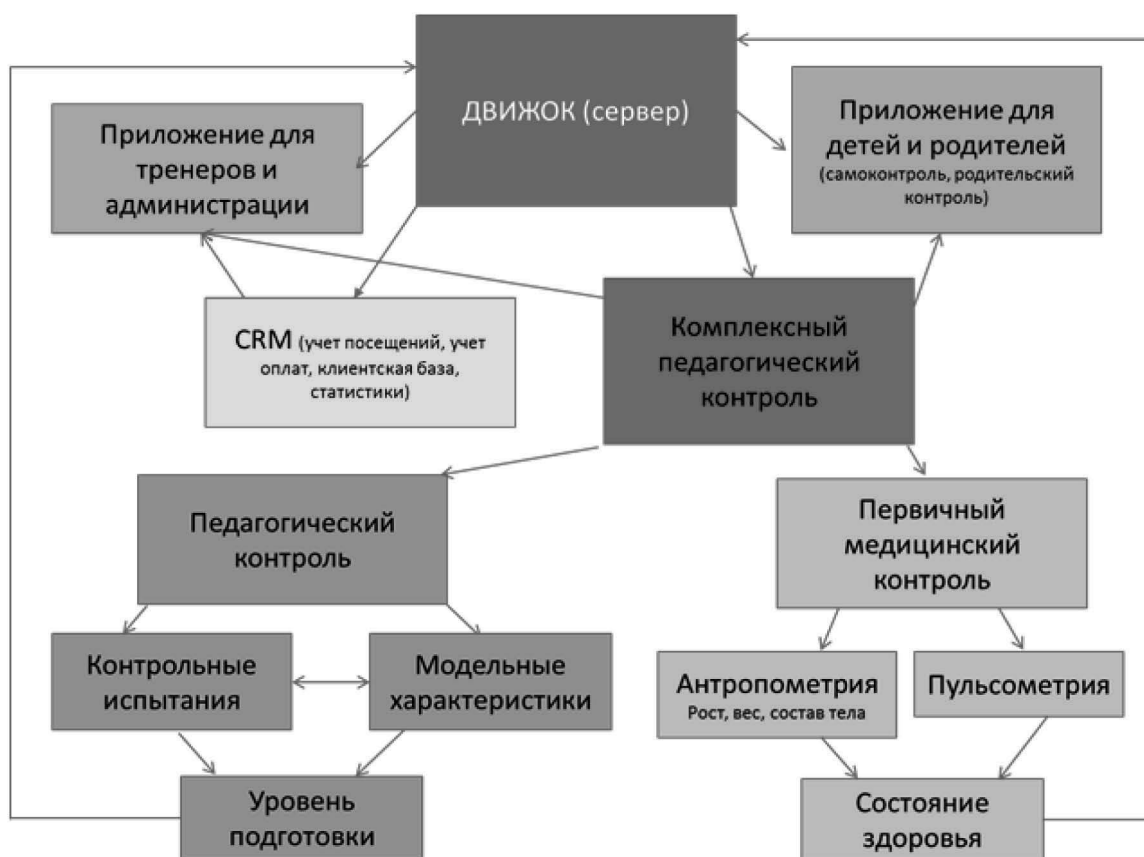 ДВИЖОК (сервер)
Приложение для
тренеров и
администрации
Приложение для
детей и родителей
(самоконтроль, родительский
контроль)
CRM (учет посещений, учет
оплат, клиентская база,
статистики)
Комплексный
педагогический
контроль
Педагогический
контроль
Первичный
медицинский
контроль
Контрольные
испытания
Модельные
характеристики
Антропометрия
Рост, вес, состав тела
Пульсометрия
Уровень
подготовки
Состояние
здоровья